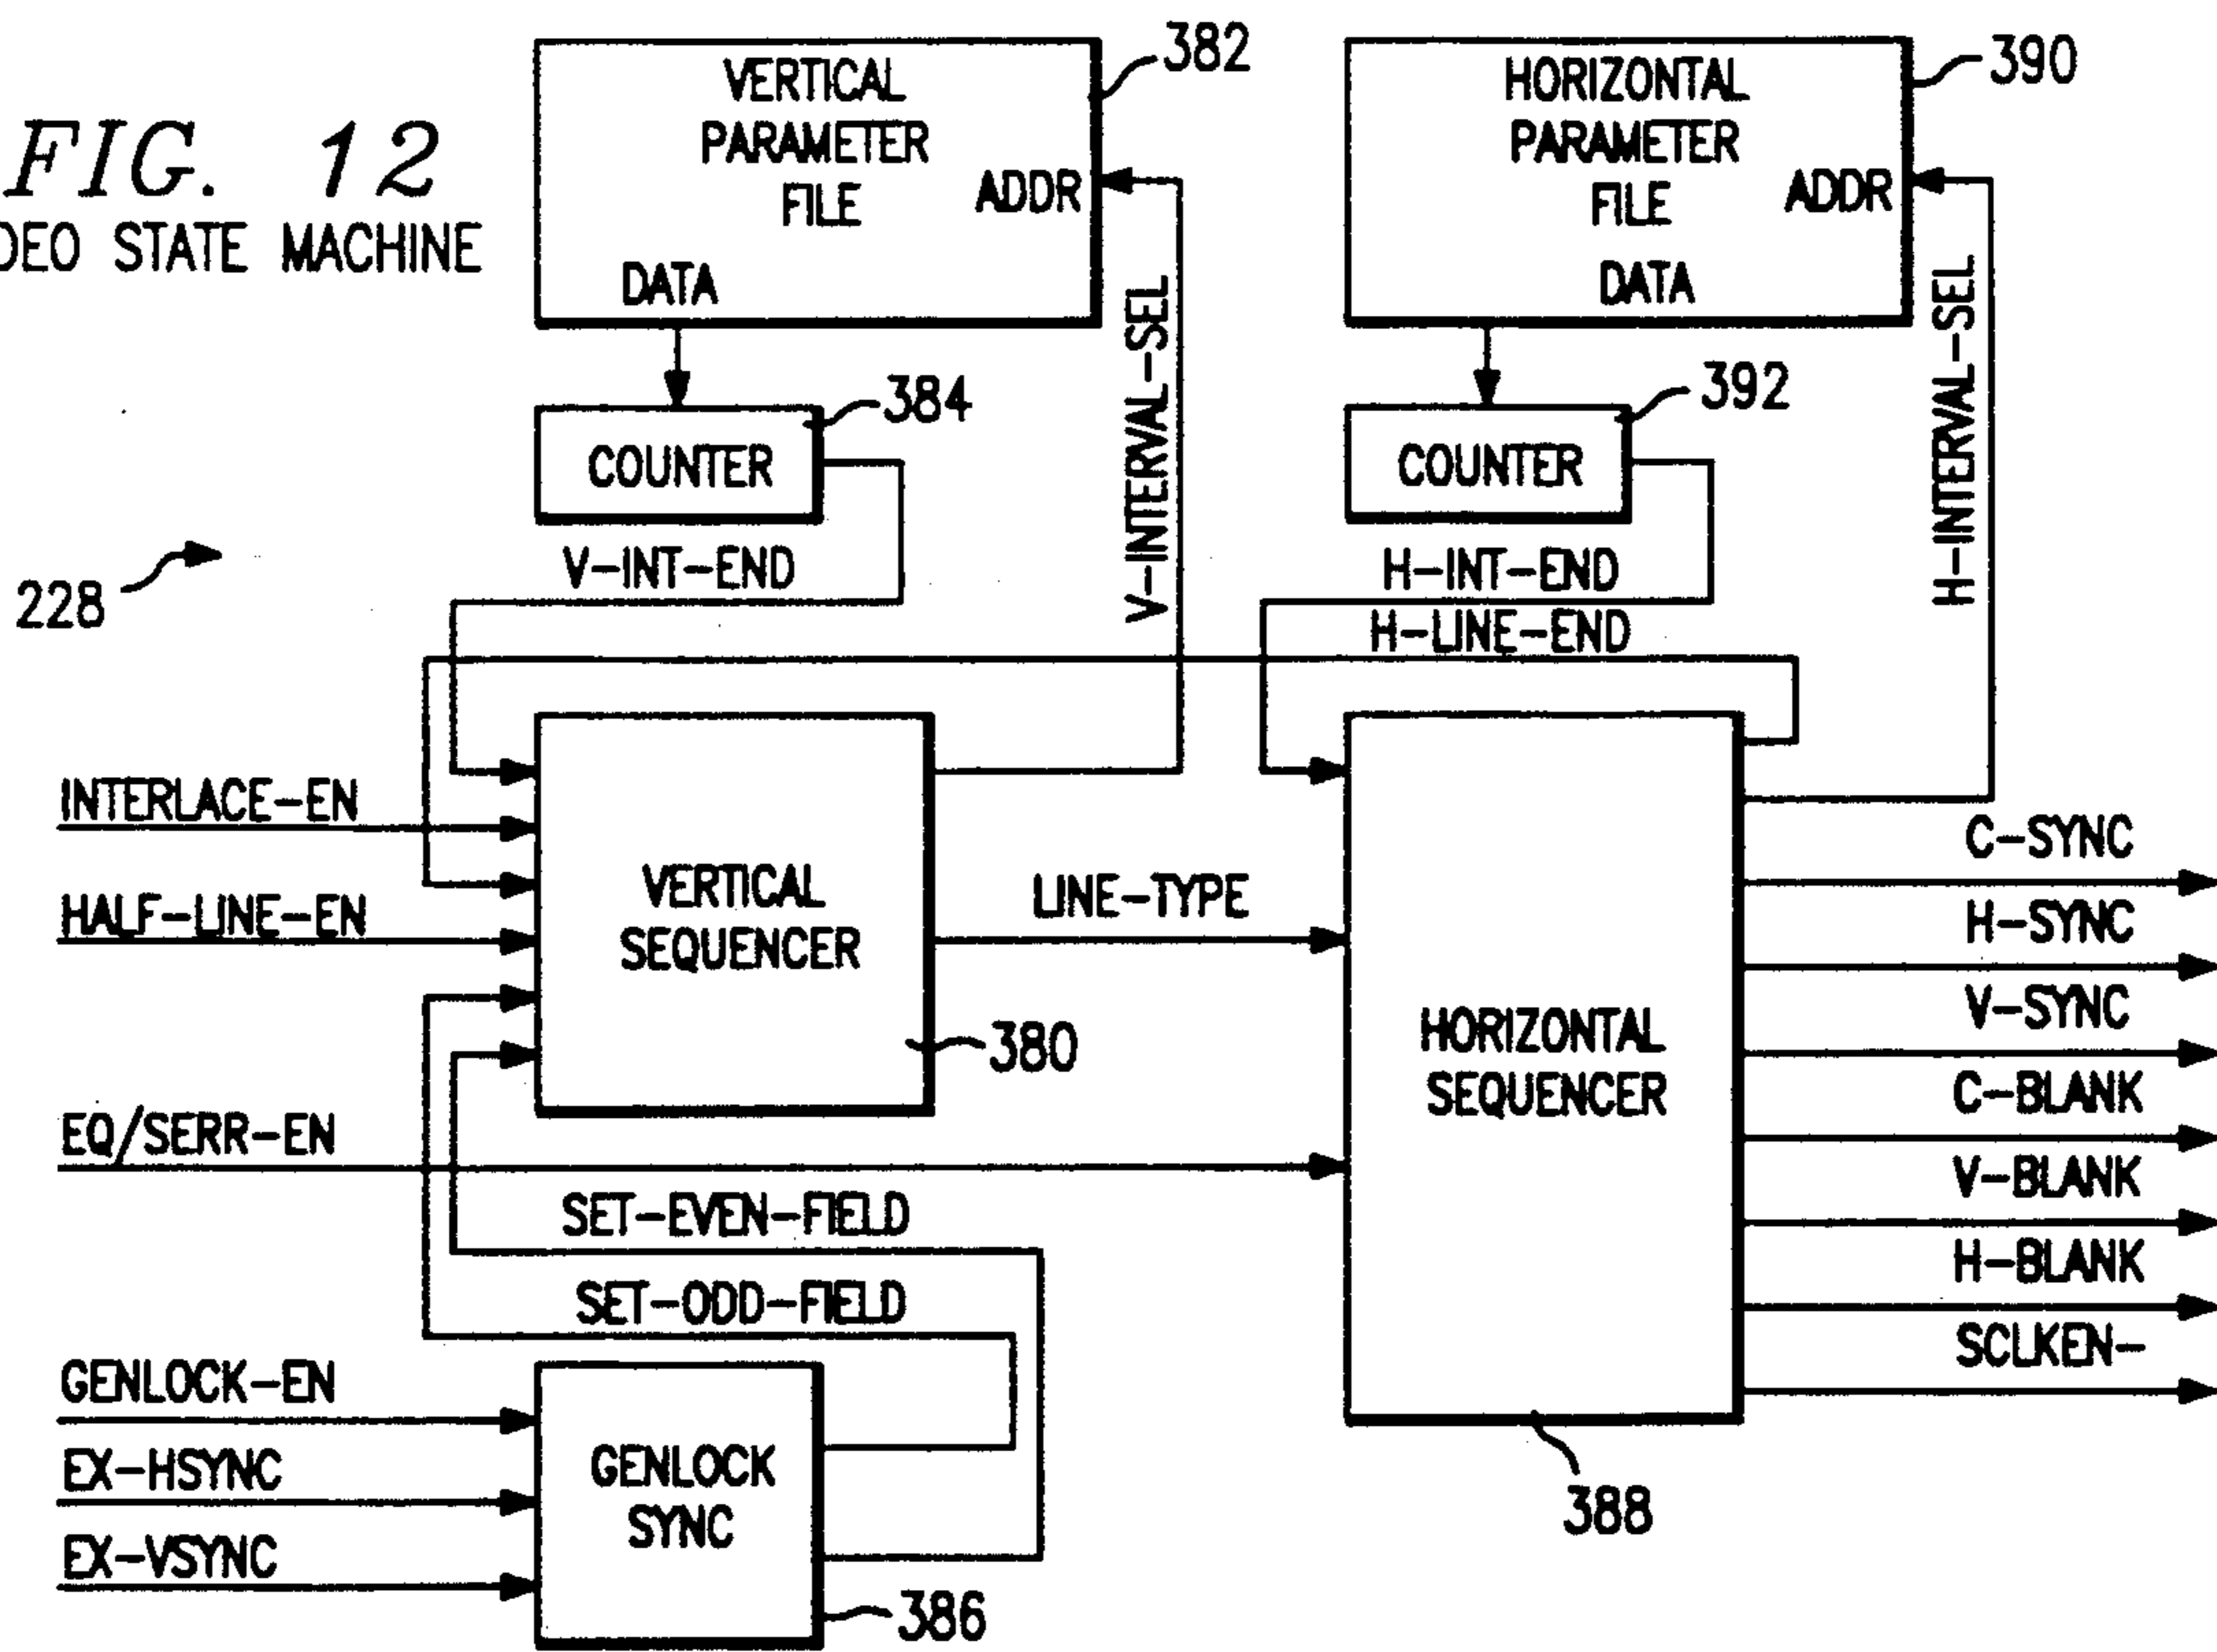 FIG. 12
DEO STATE MACHINE
228
VERTICAL
PARAMETER
FILE
ADDR
DATA
382
HORIZONTAL
PARAMETER
FILE
ADDR
DATA
390
COUNTER
384
V-INT-END
V-INTERVAL-SEL
COUNTER
392
H-INT-END
H-LINE-END
H-INTERVAL-SEL
INTERLACE-EN
HALF-LINE-EN
EQ/SERR-EN
VERTICAL
SEQUENCER
380
LINE-TYPE
HORIZONTAL
SEQUENCER
388
C-SYNC
H-SYNC
V-SYNC
C-BLANK
V-BLANK
H-BLANK
SCLKEN-
SET-EVEN-FIELD
SET-ODD-FIELD
GENLOCK-EN
EX-HSYNC
EX-VSYNC
GENLOCK
SYNC
386